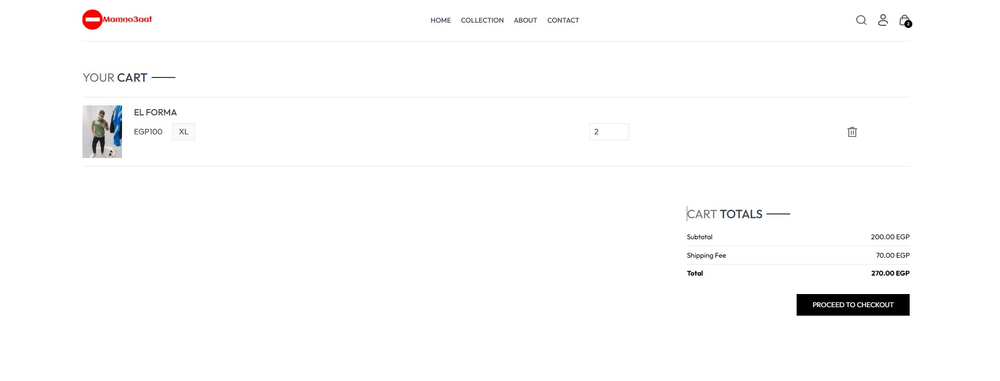 Mamno3aat
HOME COLLECTION ABOUT CONTACT
2
YOUR CART
EL FORMA
EGP100 XL 2
CART TOTALS
Subtotal 200.00 EGP
Shipping Fee 70.00 EGP
Total 270.00 EGP
PROCEED TO CHECKOUT